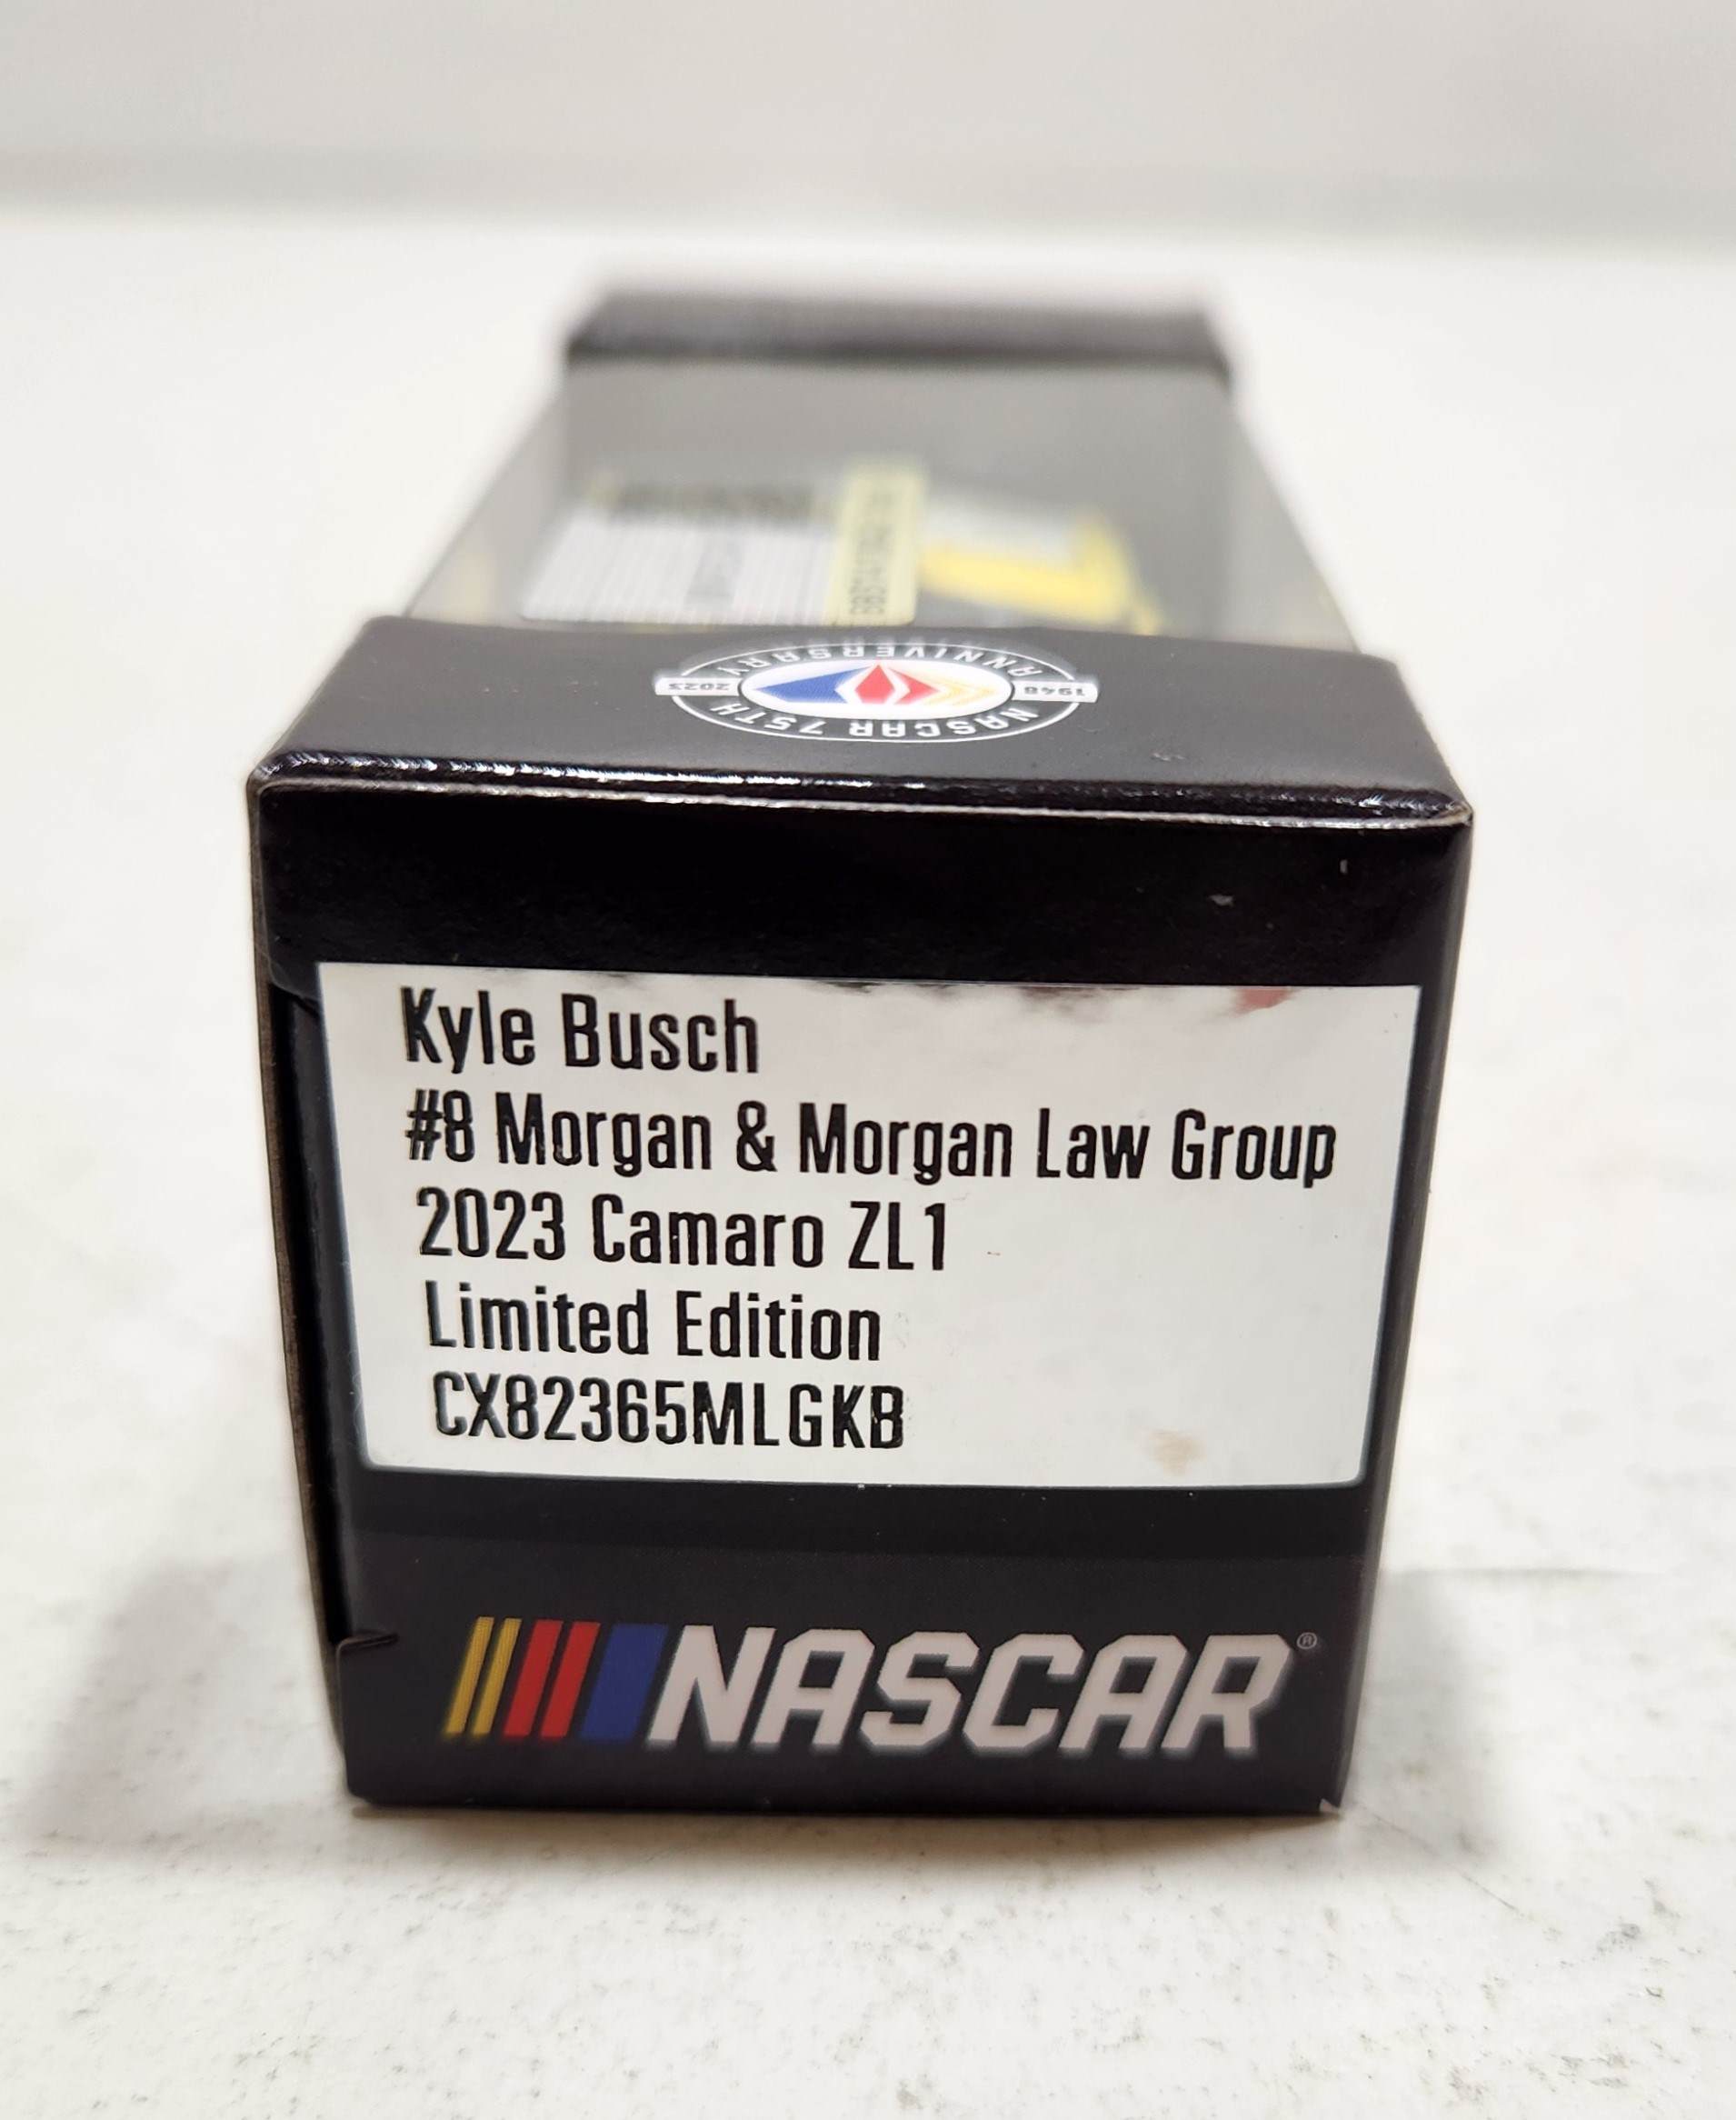 NASCAR 75TH
1948 2023
ANNIVERSARY
Kyle Busch
#8 Morgan & Morgan Law Group
2023 Camaro ZL1
Limited Edition
CX82365MLGKB
NASCAR®